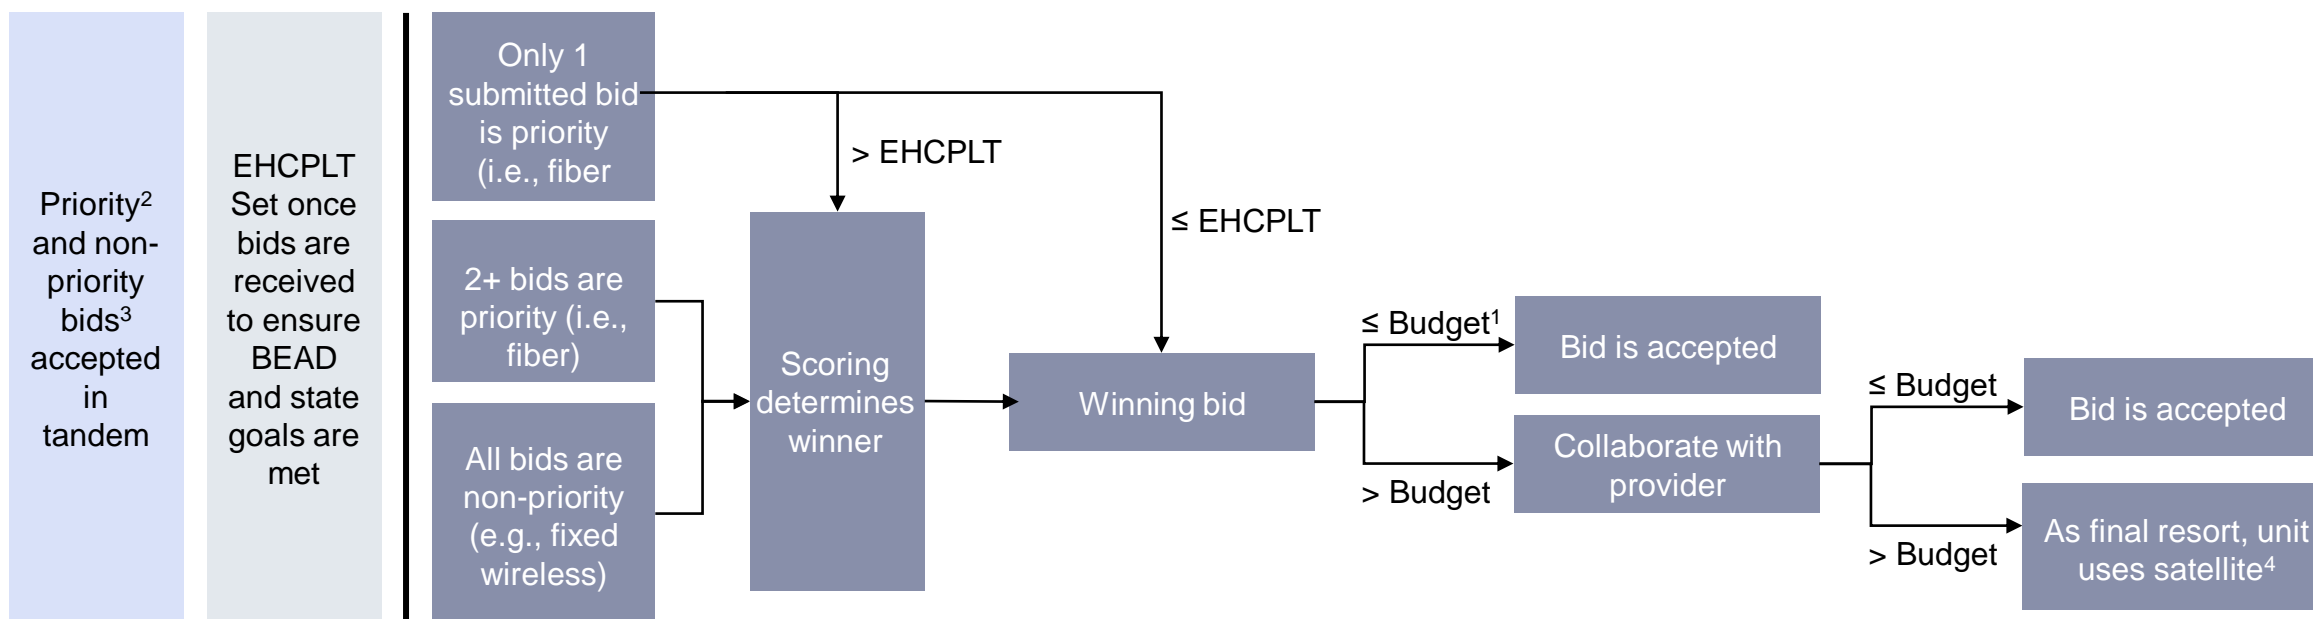 Priority2
and non-
priority
bids3
accepted
in
tandem
EHCPLT
Set once
bids are
received
to ensure
BEAD
and state
goals are
met
Only 1
submitted bid
is priority
(i.e., fiber
2+ bids are
priority (i.e.,
fiber)
All bids are
non-priority
(e.g., fixed
wireless)
> EHCPLT
≤ EHCPLT
Scoring
determines
winner
Winning bid
≤ Budget1
> Budget
Bid is accepted
Collaborate with
provider
≤ Budget
> Budget
Bid is accepted
As final resort, unit
uses satellite4